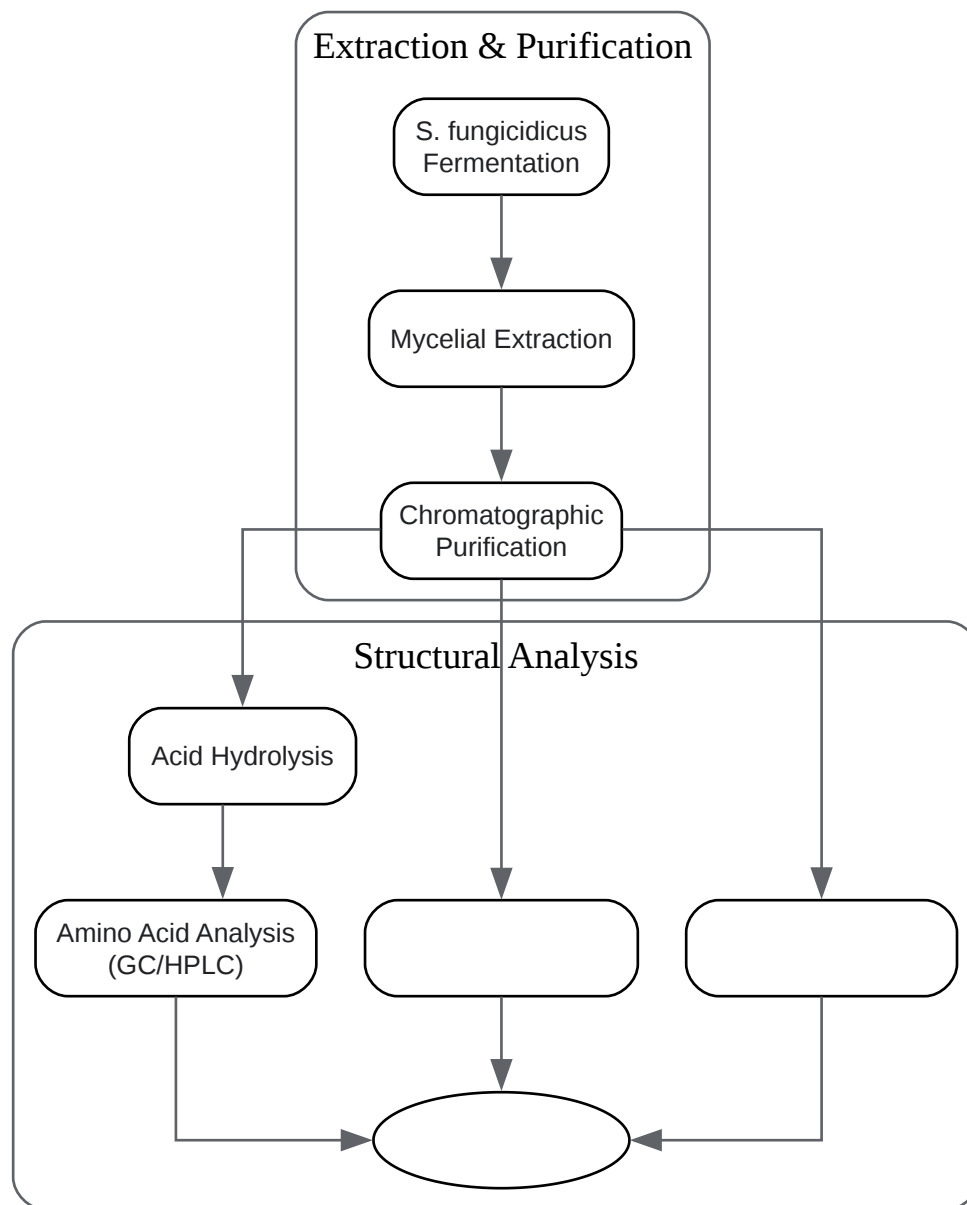 Extraction & Purification
S. fungicidicus
Fermentation
Mycelial Extraction
Chromatographic
Purification
Structural Analysis
Acid Hydrolysis
Amino Acid Analysis
(GC/HPLC)